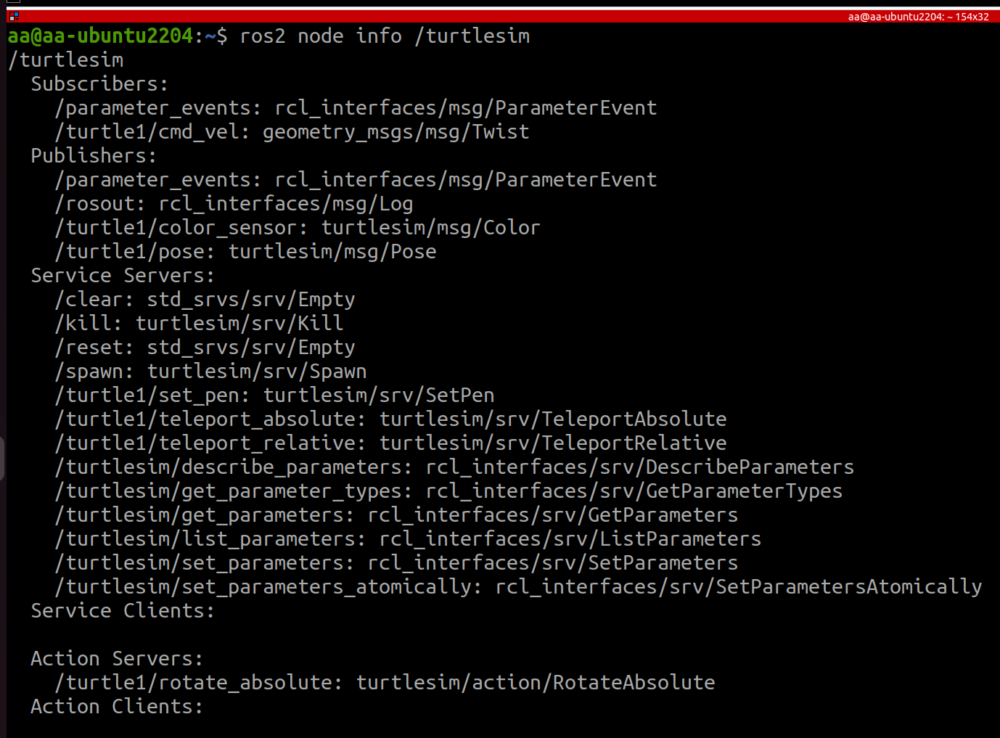 aa@aa-ubuntu2204: ~ 154x32
aa@aa-ubuntu2204:~$ ros2 node info /turtlesim
/turtlesim
  Subscribers:
    /parameter_events: rcl_interfaces/msg/ParameterEvent
    /turtle1/cmd_vel: geometry_msgs/msg/Twist
  Publishers:
    /parameter_events: rcl_interfaces/msg/ParameterEvent
    /rosout: rcl_interfaces/msg/Log
    /turtle1/color_sensor: turtlesim/msg/Color
    /turtle1/pose: turtlesim/msg/Pose
  Service Servers:
    /clear: std_srvs/srv/Empty
    /kill: turtlesim/srv/Kill
    /reset: std_srvs/srv/Empty
    /spawn: turtlesim/srv/Spawn
    /turtle1/set_pen: turtlesim/srv/SetPen
    /turtle1/teleport_absolute: turtlesim/srv/TeleportAbsolute
    /turtle1/teleport_relative: turtlesim/srv/TeleportRelative
    /turtlesim/describe_parameters: rcl_interfaces/srv/DescribeParameters
    /turtlesim/get_parameter_types: rcl_interfaces/srv/GetParameterTypes
    /turtlesim/get_parameters: rcl_interfaces/srv/GetParameters
    /turtlesim/list_parameters: rcl_interfaces/srv/ListParameters
    /turtlesim/set_parameters: rcl_interfaces/srv/SetParameters
    /turtlesim/set_parameters_atomically: rcl_interfaces/srv/SetParametersAtomically
  Service Clients:

  Action Servers:
    /turtle1/rotate_absolute: turtlesim/action/RotateAbsolute
  Action Clients: